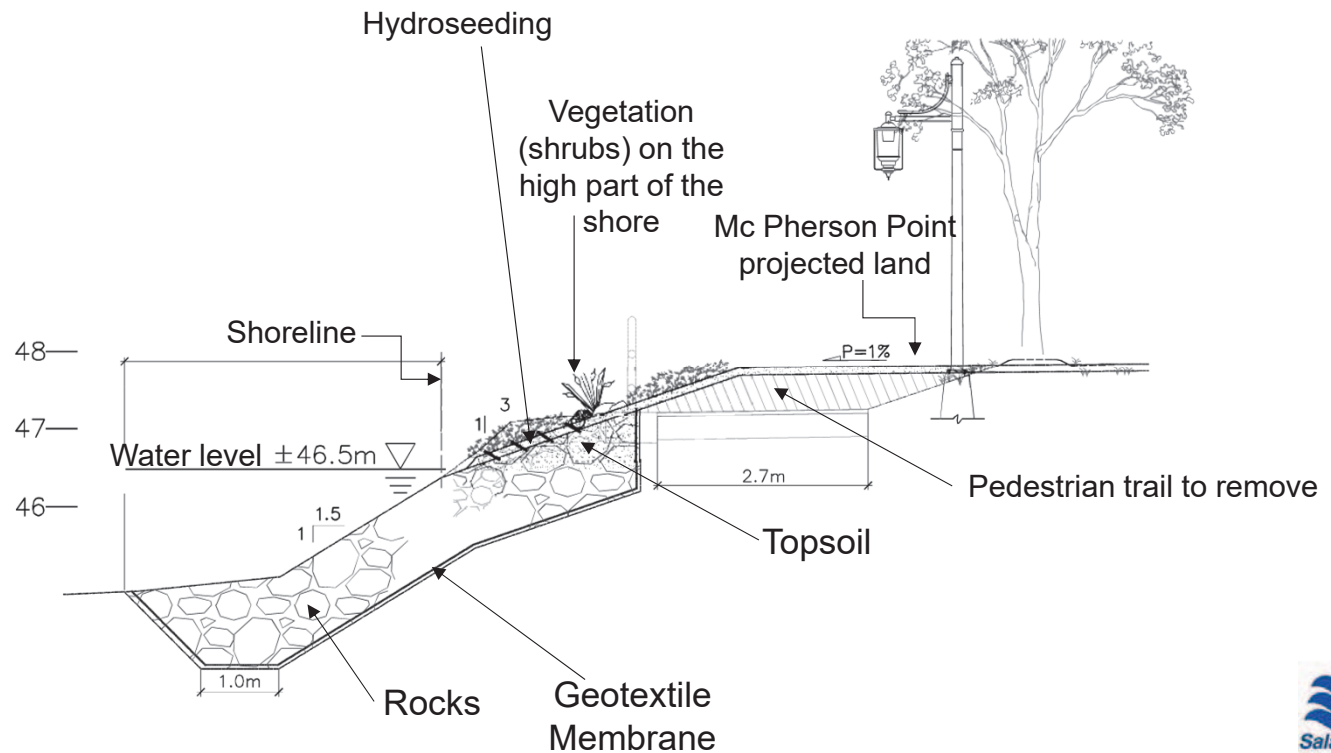 Hydroseeding
Vegetation
(shrubs) on the
high part of the
shore
Mc Pherson Point
projected land
Shoreline
48
P=1%
3
1
47
Water level ±46.5m
2.7m
Pedestrian trail to remove
46
1.5
1
Topsoil
1.0m
Rocks
Geotextile
Membrane